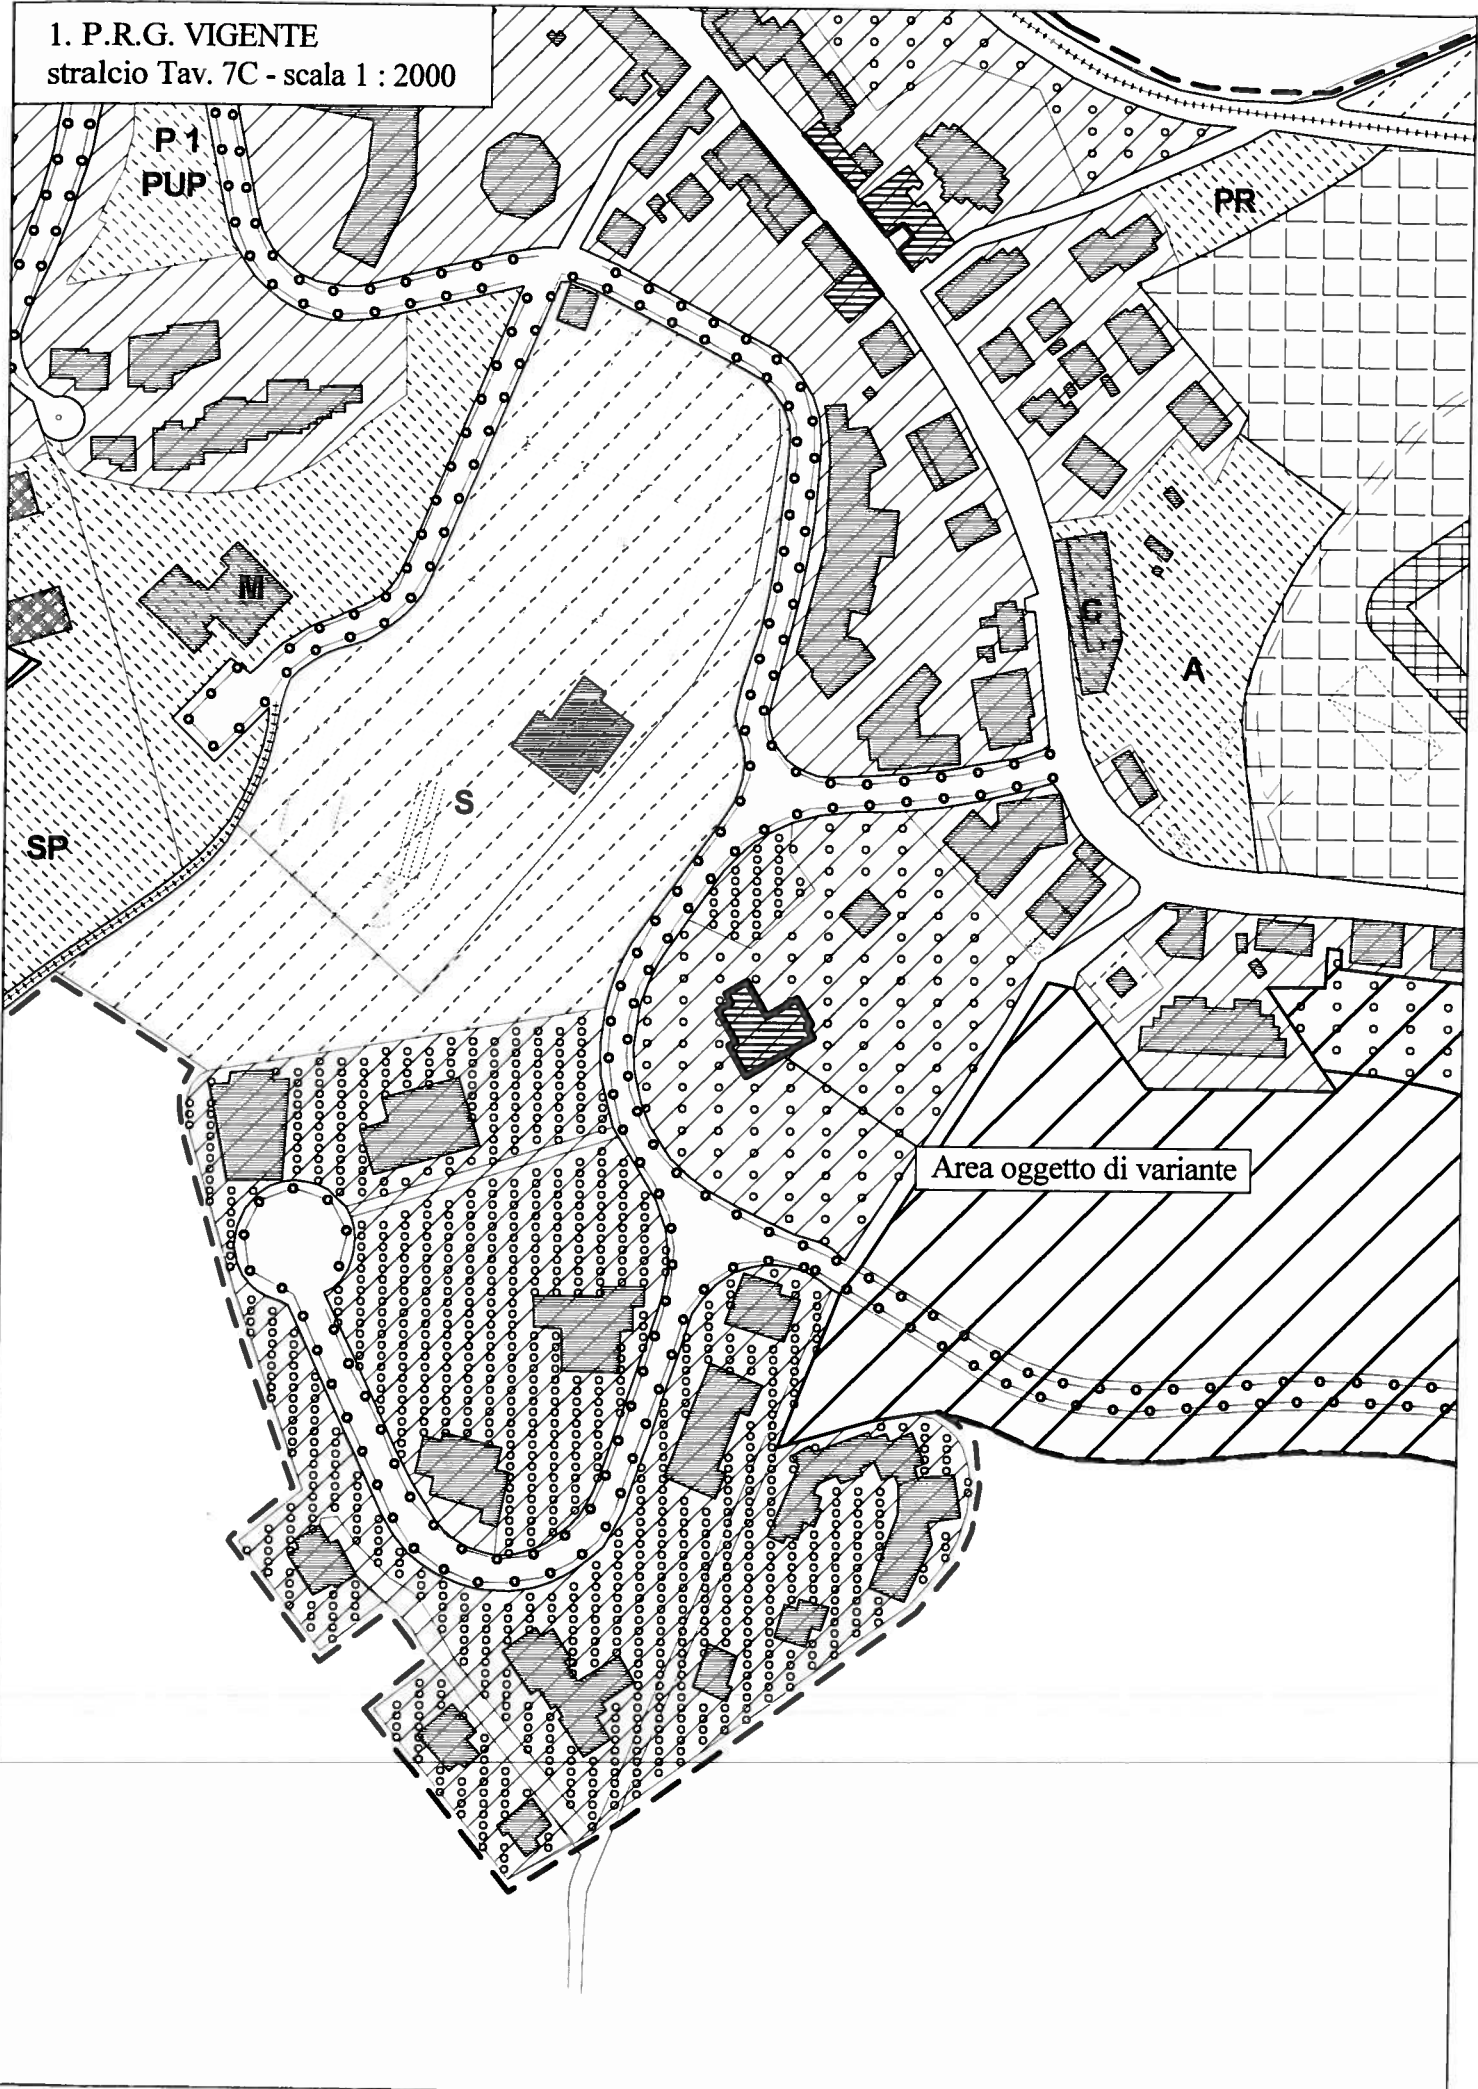 1. P.R.G. VIGENTE
stralcio Tav. 7C - scala 1 : 2000
P 1
PUP
PR
M
G
A
S
SP
Area oggetto di variante